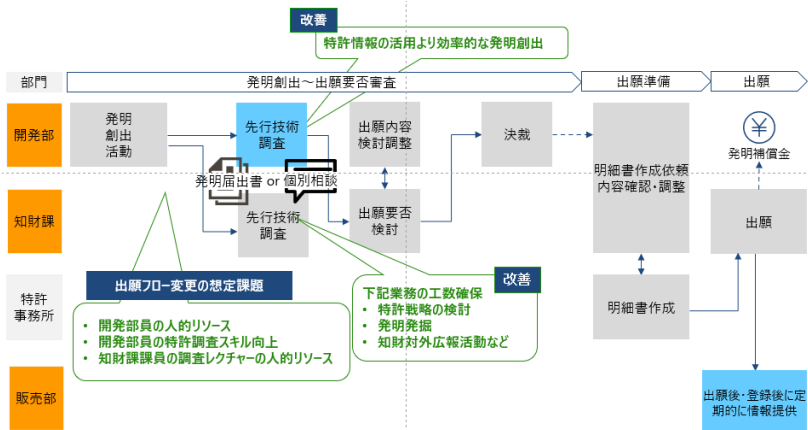 改善
特許情報の活用より効率的な発明創出
部門
発明創出～出願要否審査
出願準備
出願
開発部
発明
創出
活動
先行技術
調査
出願内容
検討調整
決裁
明細書作成依頼
内容確認・調整
発明補償金
発明届出書 or 個別相談
知財課
先行技術
調査
出願要否
検討
出願
出願フロー変更の想定課題
• 開発部員の人的リソース
• 開発部員の特許調査スキル向上
• 知財課課員の調査レクチャーの人的リソース
改善
下記業務の工数確保
• 特許戦略の検討
• 発明発掘
• 知財対外広報活動など
特許
事務所
明細書作成
販売部
出願後・登録後に定
期的に情報提供